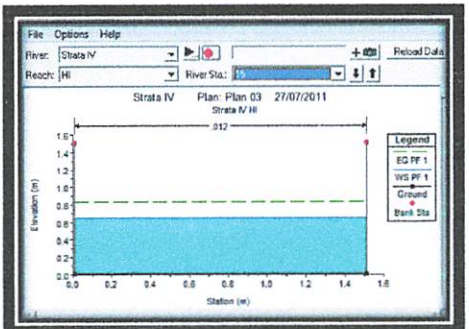 File Options Help
River: Strata IV Reload Data
Reach: HI River Sta.: 15
Strata IV Plan: Plan 03 27/07/2011
Strata IV HI
.012
Legend
EG PF 1
WS PF 1
Ground
Bank Sta
Elevation (m)
1.6
1.4
1.2
1.0
0.8
0.6
0.4
0.2
0.0
0.0 0.2 0.4 0.6 0.8 1.0 1.2 1.4 1.6
Station (m)